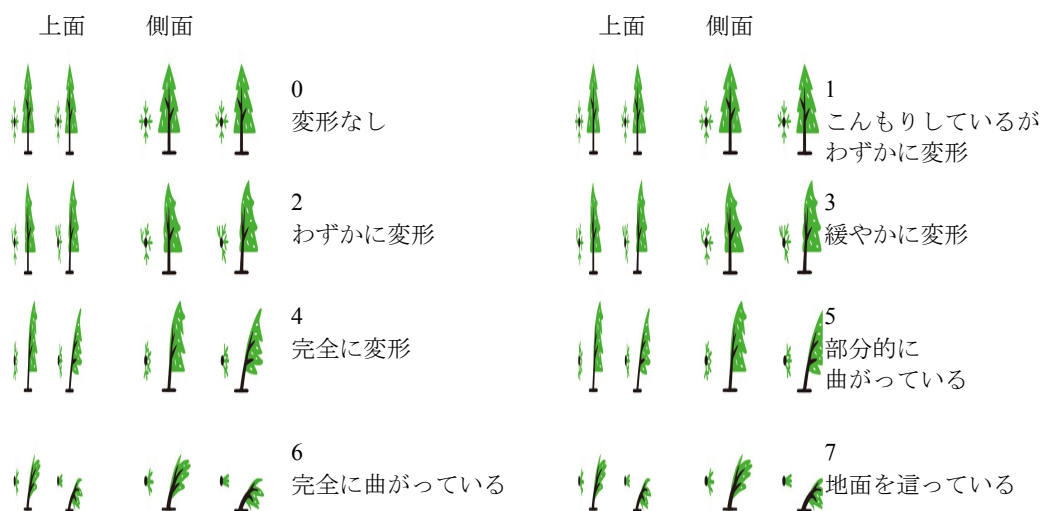 上面 側面
上面 側面
0
変形なし
1
こんもりしているが
わずかに変形
2
わずかに変形
3
緩やかに変形
4
完全に変形
5
部分的に
曲がっている
6
完全に曲がっている
7
地面を這っている